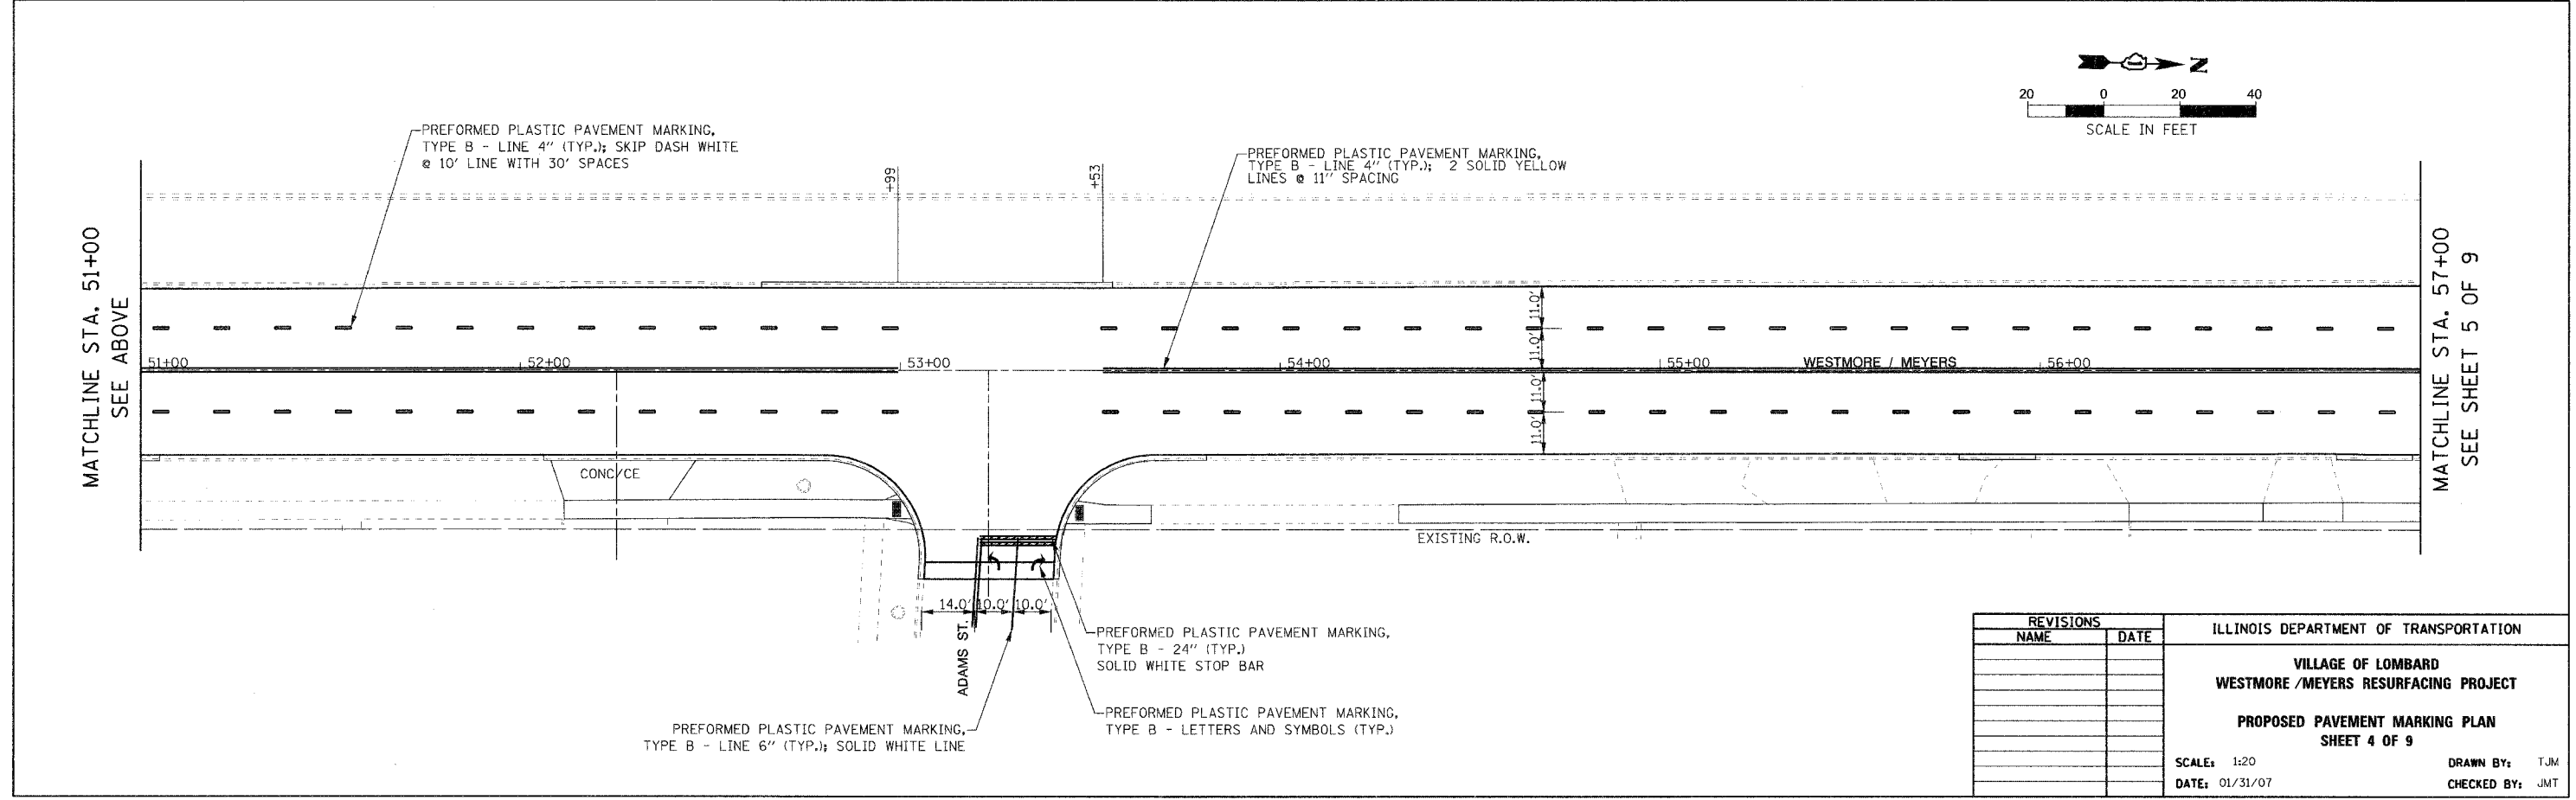 N
20 0 20 40
SCALE IN FEET
PREFORMED PLASTIC PAVEMENT MARKING,
TYPE B - LINE 4" (TYP.); SKIP DASH WHITE
@ 10' LINE WITH 30' SPACES
+99
+53
PREFORMED PLASTIC PAVEMENT MARKING,
TYPE B - LINE 4" (TYP.); 2 SOLID YELLOW
LINES @ 11" SPACING
MATCHLINE STA. 51+00
SEE ABOVE
MATCHLINE STA. 57+00
SEE SHEET 5 OF 9
11.0'
11.0'
11.0'
11.0'
51+00 52+00 53+00 54+00 55+00 WESTMORE / MEYERS 56+00
CONC/CE
EXISTING R.O.W.
14.0' 10.0' 10.0'
ADAMS ST.
PREFORMED PLASTIC PAVEMENT MARKING,
TYPE B - 24" (TYP.)
SOLID WHITE STOP BAR
PREFORMED PLASTIC PAVEMENT MARKING,
TYPE B - LETTERS AND SYMBOLS (TYP.)
PREFORMED PLASTIC PAVEMENT MARKING,
TYPE B - LINE 6" (TYP.); SOLID WHITE LINE
REVISIONS
NAME DATE
ILLINOIS DEPARTMENT OF TRANSPORTATION
VILLAGE OF LOMBARD
WESTMORE /MEYERS RESURFACING PROJECT
PROPOSED PAVEMENT MARKING PLAN
SHEET 4 OF 9
SCALE: 1:20 DRAWN BY: TJM
DATE: 01/31/07 CHECKED BY: JMT